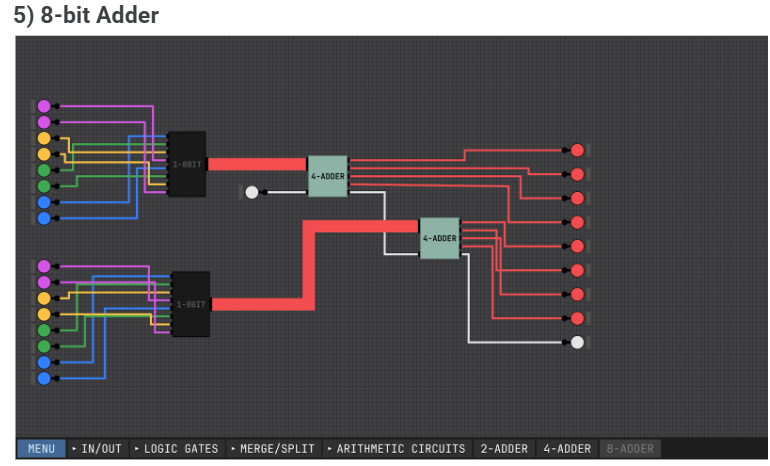 5) 8-bit Adder
1-8BIT
4-ADDER
4-ADDER
1-8BIT
MENU ▸ IN/OUT ▸ LOGIC GATES ▸ MERGE/SPLIT ▸ ARITHMETIC CIRCUITS 2-ADDER 4-ADDER 8-ADDER